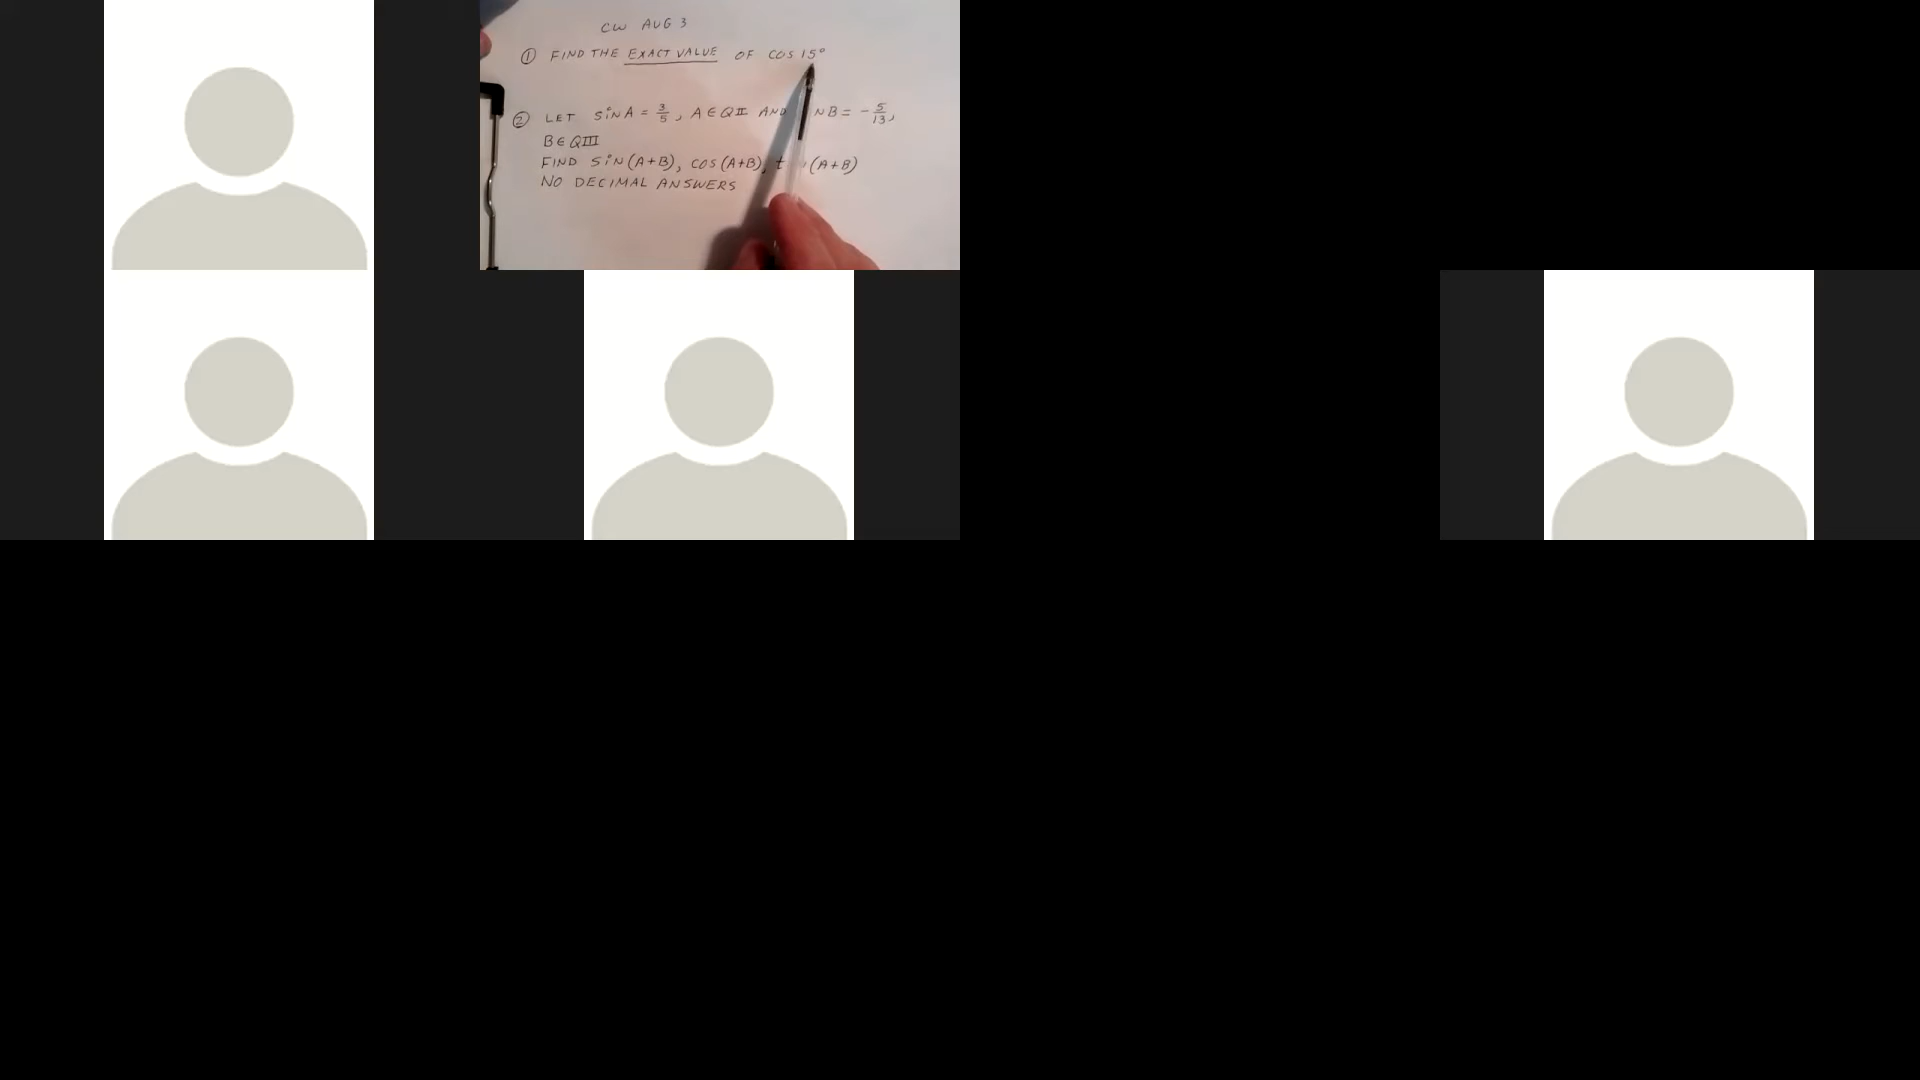 CW AUG 3
① FIND THE EXACT VALUE OF COS 15°
② LET SiNA = 3/5, A∈QII AND NB = -5/13,
B∈QIII
FIND SiN(A+B), COS(A+B), t (A+B)
NO DECIMAL ANSWERS